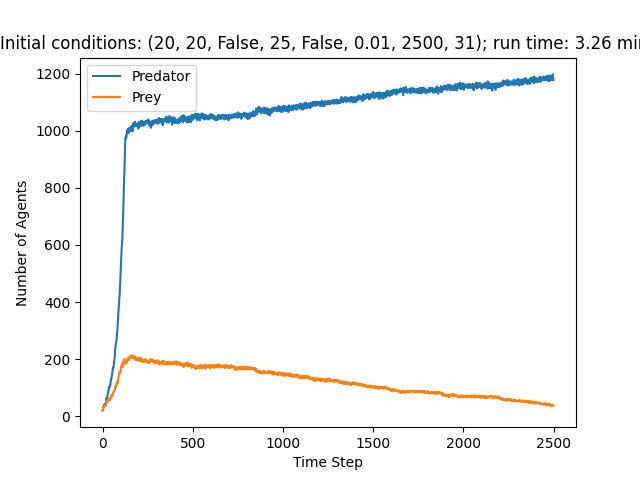 Initial conditions: (20, 20, False, 25, False, 0.01, 2500, 31); run time: 3.26
1200
1000
800
600
400
200
0
Number of Agents
Predator
Prey
0 500 1000 1500 2000 2500
Time Step